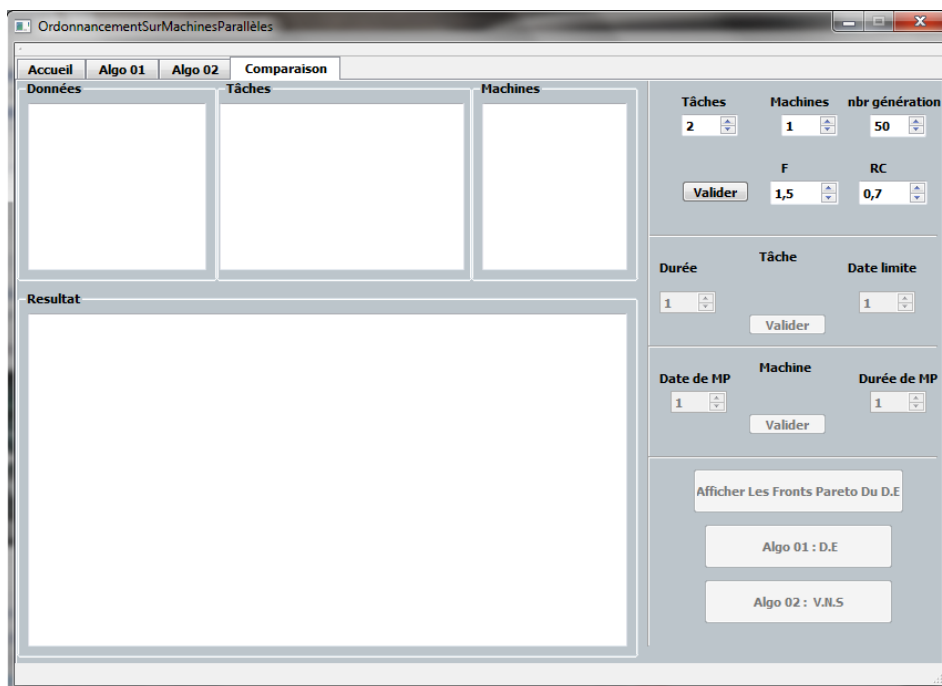 OrdonnancementSurMachinesParallèles
Accueil Algo 01 Algo 02 Comparaison
Données Tâches Machines
Tâches Machines nbr génération
2 1 50
F RC
Valider 1,5 0,7
Tâche
Durée Date limite
1 1
Valider
Resultat
Machine
Date de MP Durée de MP
1 1
Valider
Afficher Les Fronts Pareto Du D.E
Algo 01 : D.E
Algo 02 : V.N.S